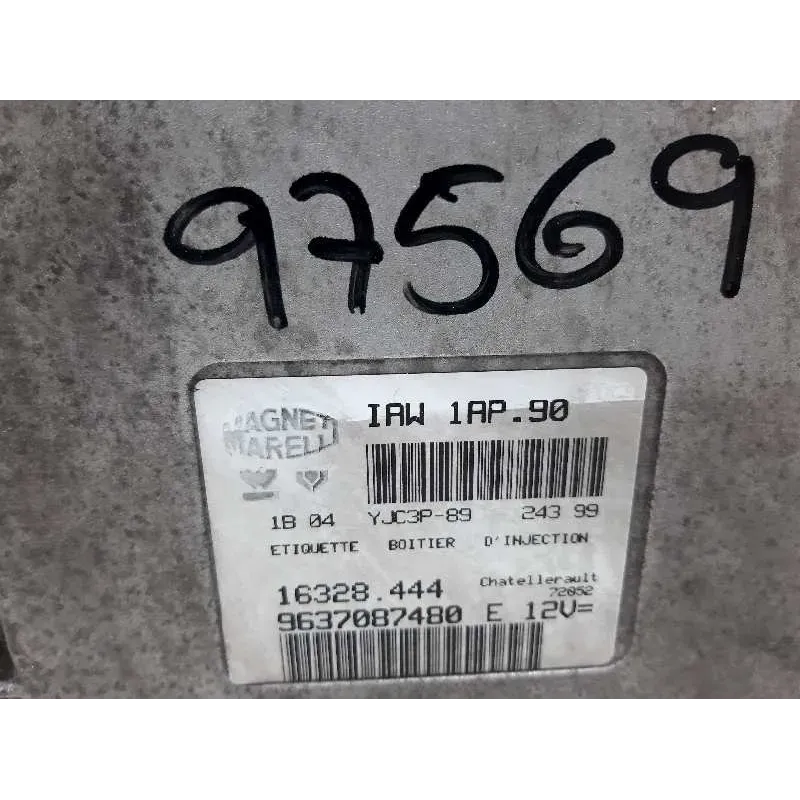 97569
MAGNETI
MARELLI
IAW 1AP.90
1B 04 YJC3P-89 243 99
ETIQUETTE BOITIER D'INJECTION
16328.444 Chatellerault
72052
9637087480 E 12V=